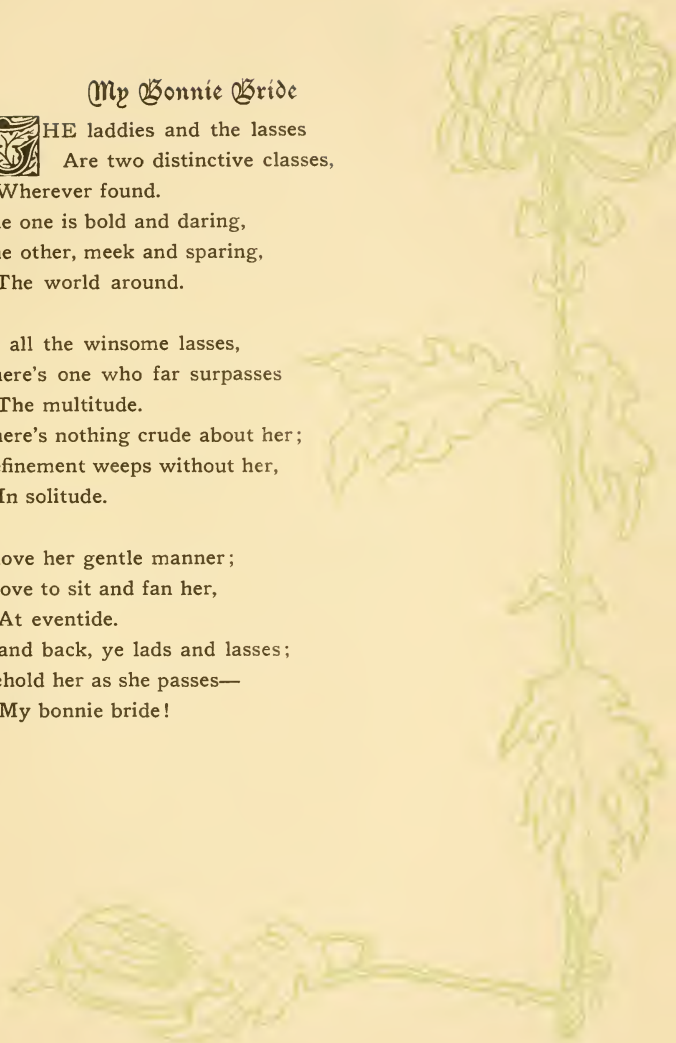 My Bonnie Bride
THE laddies and the lasses
Are two distinctive classes,
Wherever found.
e one is bold and daring,
e other, meek and sparing,
The world around.
all the winsome lasses,
ere's one who far surpasses
The multitude.
ere's nothing crude about her;
finement weeps without her,
In solitude.
ove her gentle manner;
ove to sit and fan her,
At eventide.
and back, ye lads and lasses;
hold her as she passes—
My bonnie bride!